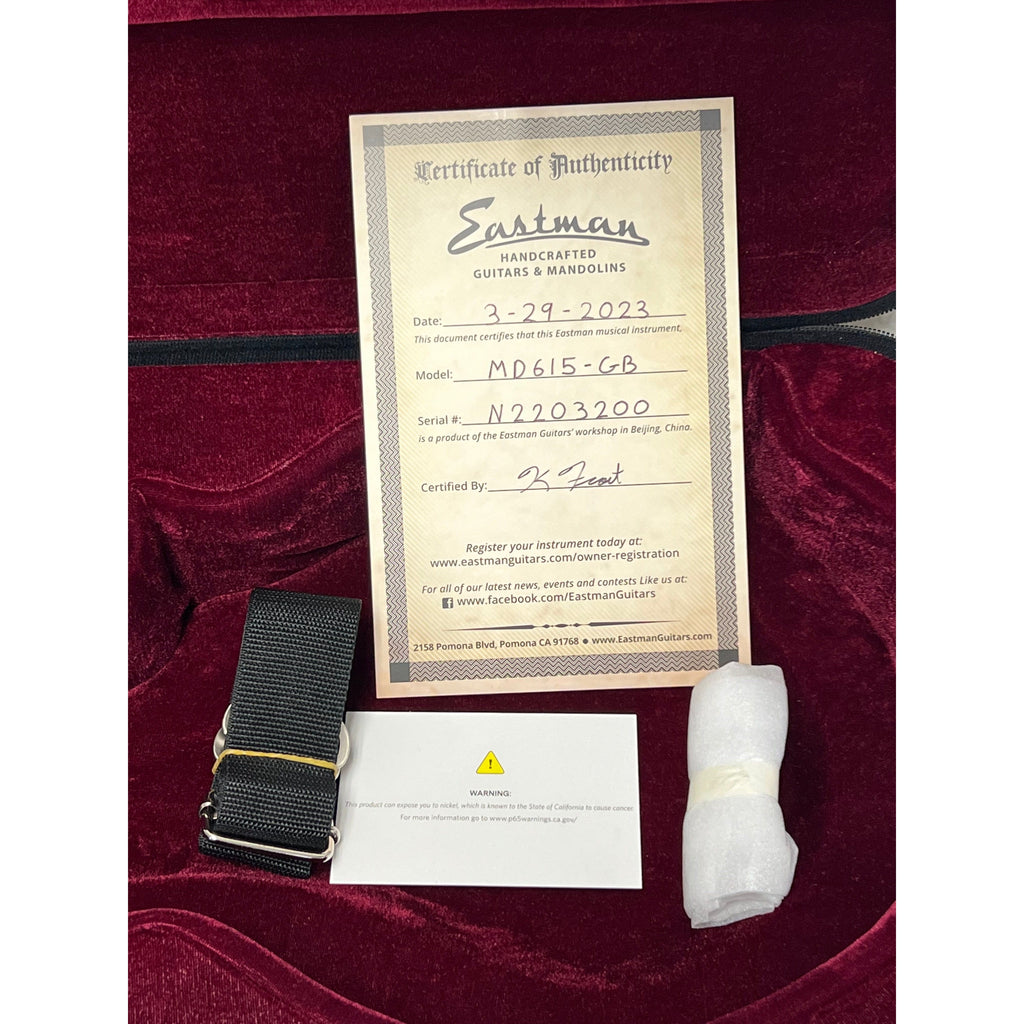 Certificate of Authenticity
Eastman
HANDCRAFTED
GUITARS & MANDOLINS
Date: 3-29-2023
This document certifies that this Eastman musical instrument,
Model: MD615-GB
Serial #: N2203200
is a product of the Eastman Guitars' workshop in Beijing, China.
Certified By: K Frost
Register your instrument today at:
www.eastmanguitars.com/owner-registration
For all of our latest news, events and contests Like us at:
f www.facebook.com/EastmanGuitars
2158 Pomona Blvd, Pomona CA 91768 ● www.EastmanGuitars.com
!
WARNING:
This product can expose you to nickel, which is known to the State of California to cause cancer.
For more information go to www.p65warnings.ca.gov/